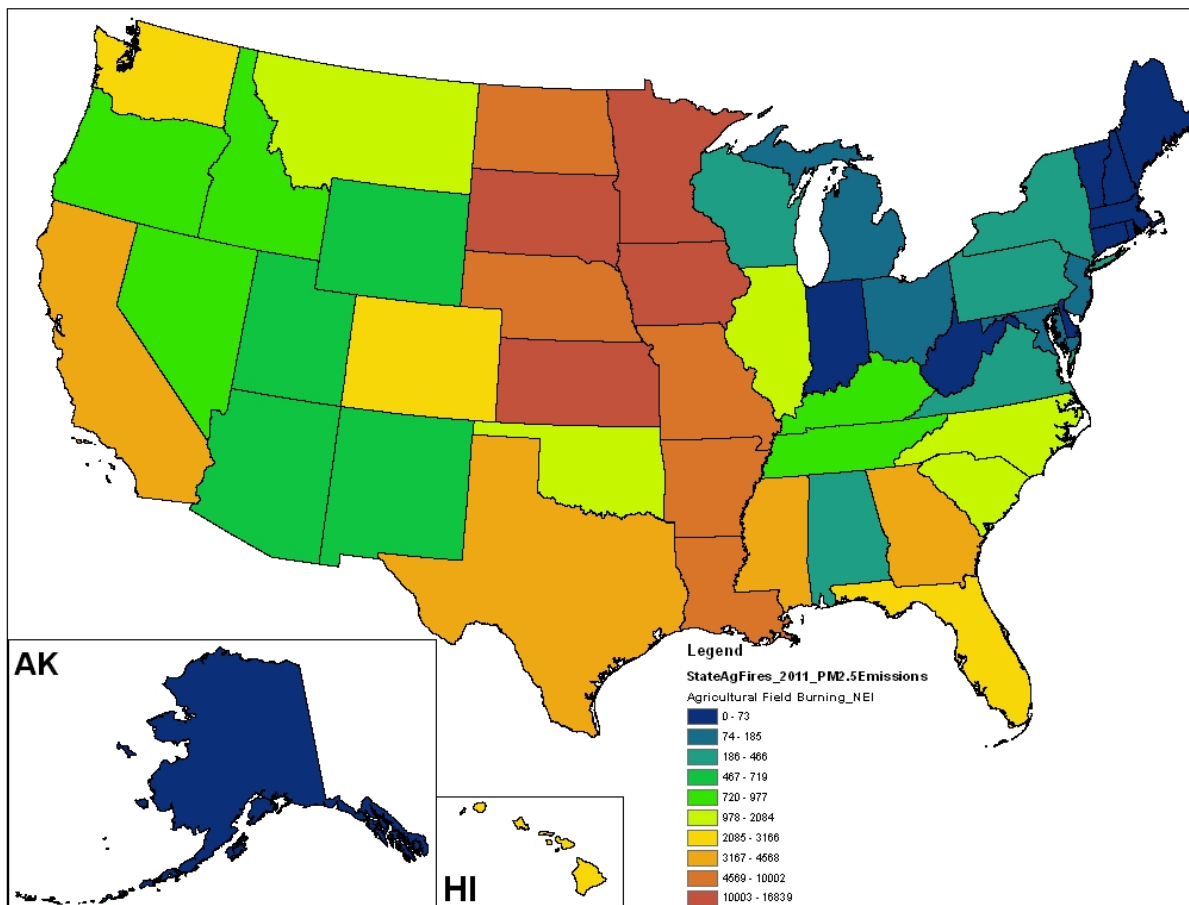 AK
HI
Legend
StateAgFires_2011_PM2.5Emissions
Agricultural Field Burning_NEI
0 - 73
74 - 185
186 - 466
467 - 719
720 - 977
978 - 2084
2085 - 3166
3167 - 4568
4569 - 10002
10003 - 16839